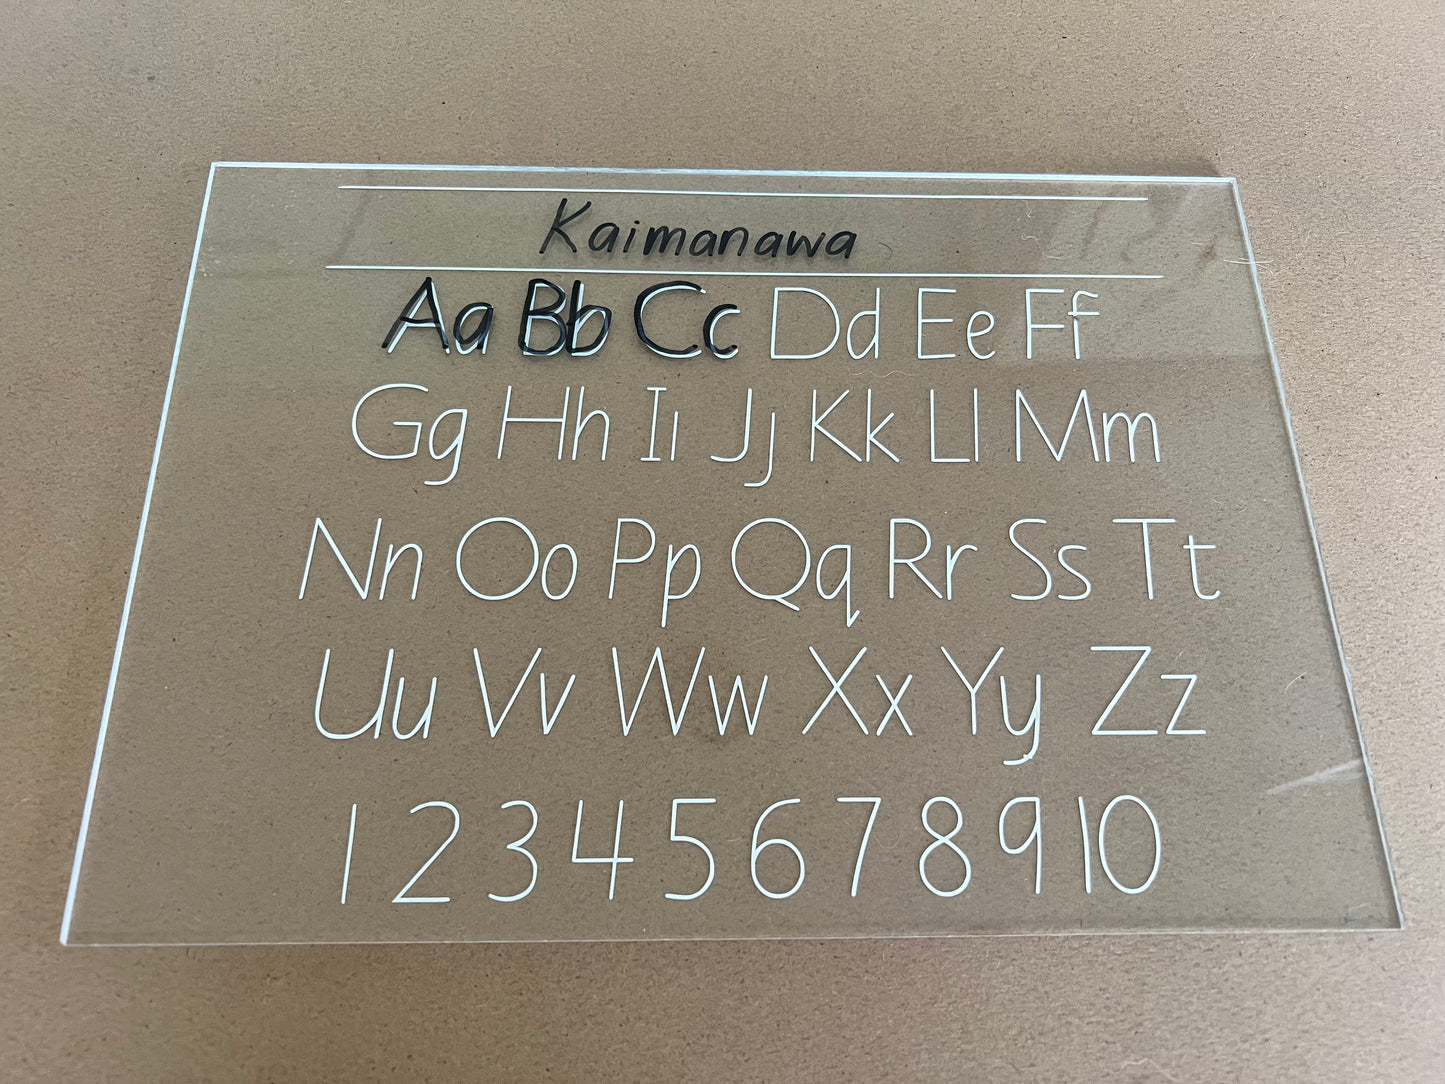 Kaimanawa
Aa Bb Cc Dd Ee Ff
Gg Hh Ii Jj Kk Ll Mm
Nn Oo Pp Qq Rr Ss Tt
Uu Vv Ww Xx Yy Zz
1 2 3 4 5 6 7 8 9 10